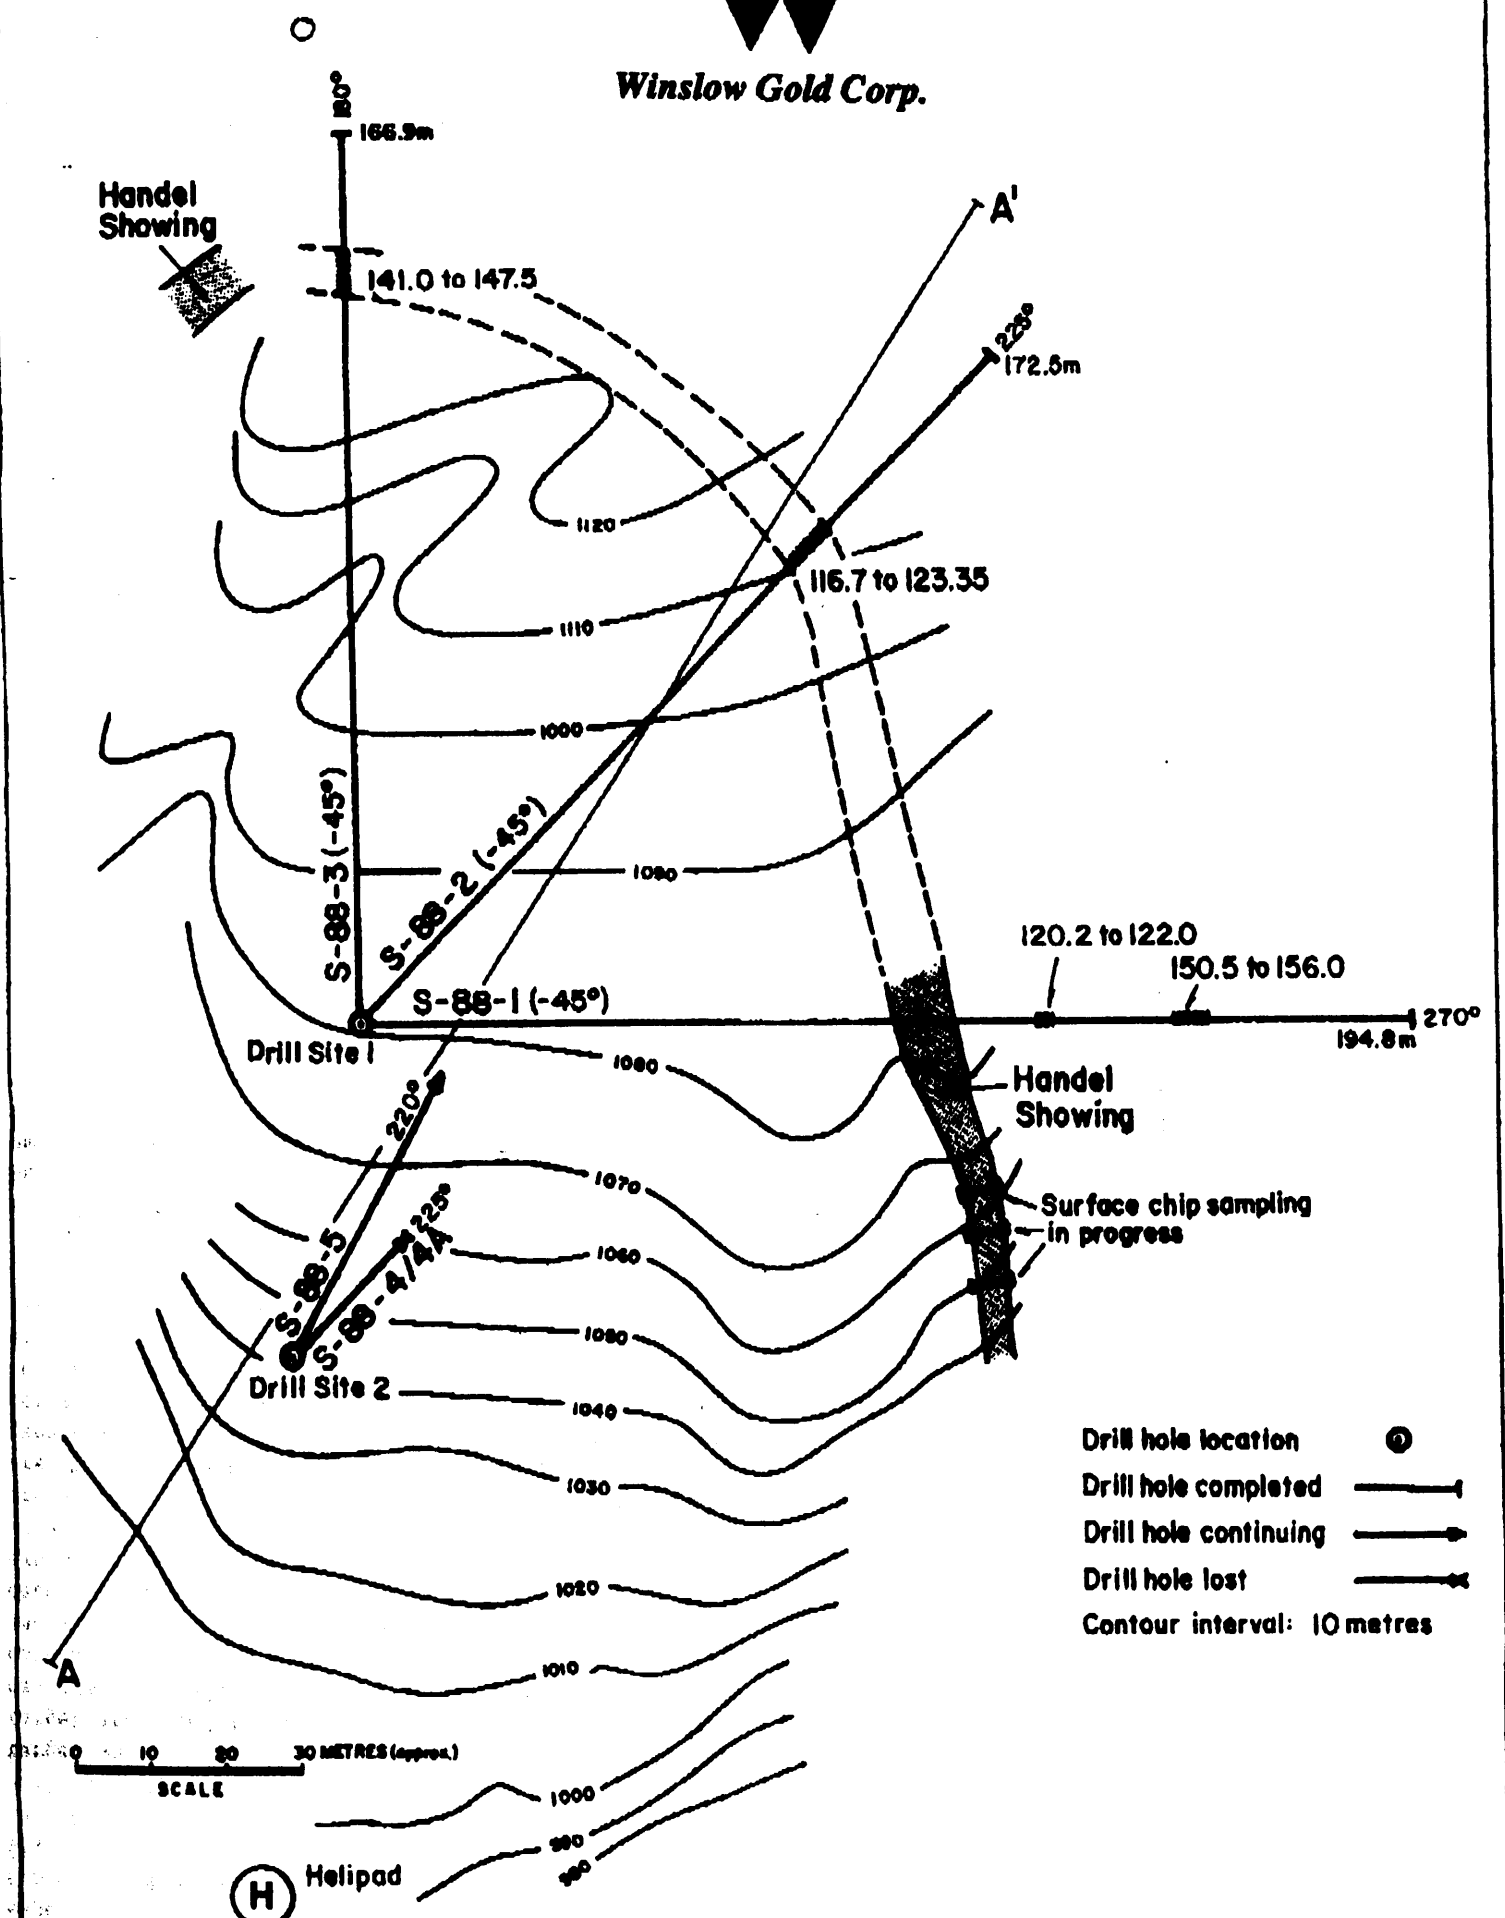 Winslow Gold Corp.
180°
166.9m
Handel
Showing
A'
141.0 to 147.5
225°
172.5m
1120
116.7 to 123.35
1110
1000
S-88-3 (-45°)
S-88-2 (-45°)
1090
120.2 to 122.0
150.5 to 156.0
S-88-1 (-45°)
270°
194.8m
Drill Site 1
1080
Handel
Showing
220°
1070
225°
Surface chip sampling
in progress
S-88-5
S-88-4/4A
1060
1050
Drill Site 2
1040
Drill hole location
Drill hole completed
1030
Drill hole continuing
Drill hole lost
1020
Contour interval: 10 metres
A
1010
0 10 20 30 METRES (approx.)
SCALE
1000
990
980
Helipad
H